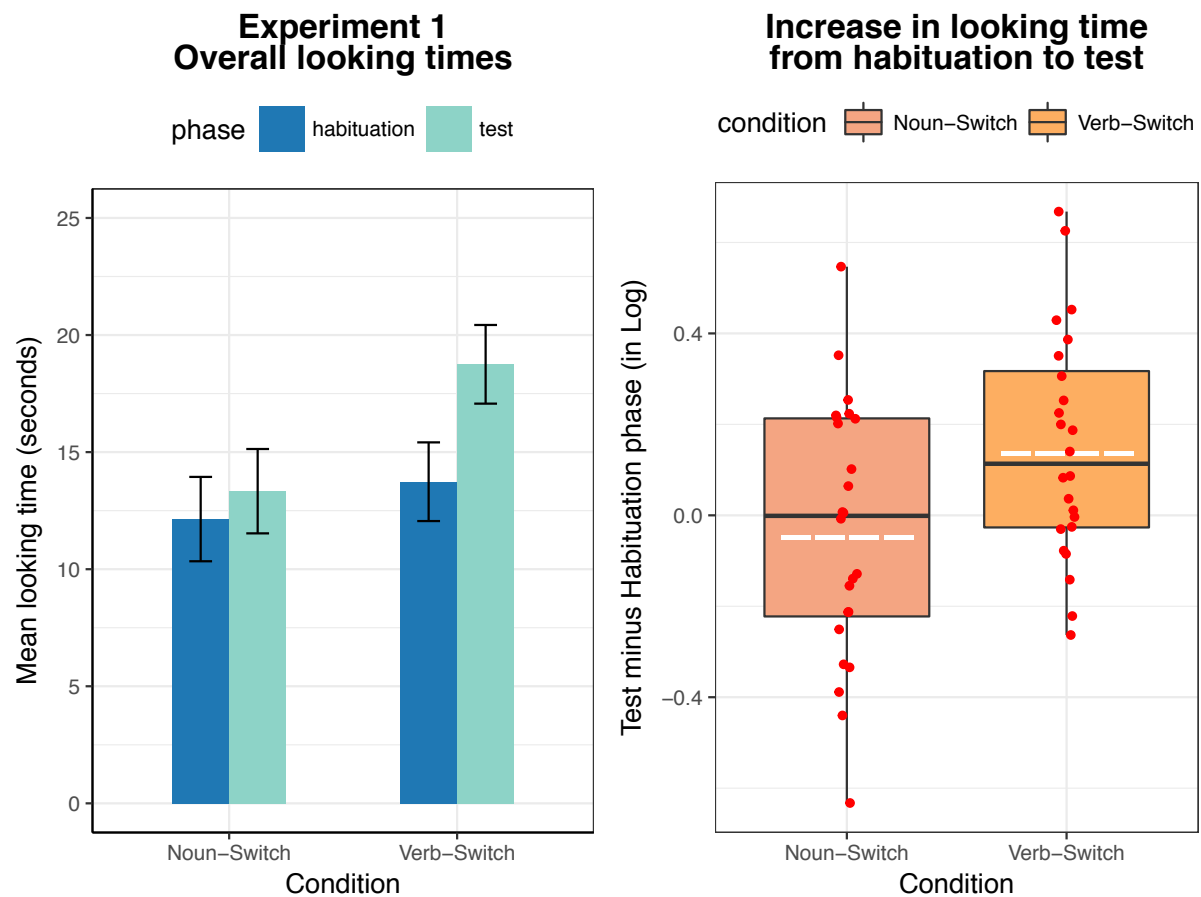 Experiment 1
Overall looking times
phase habituation test
25
20
15
10
5
0
Mean looking time (seconds)
Noun−Switch Verb−Switch
Condition
Increase in looking time
from habituation to test
condition Noun−Switch Verb−Switch
0.4
0.0
−0.4
Test minus Habituation phase (in Log)
Noun−Switch Verb−Switch
Condition